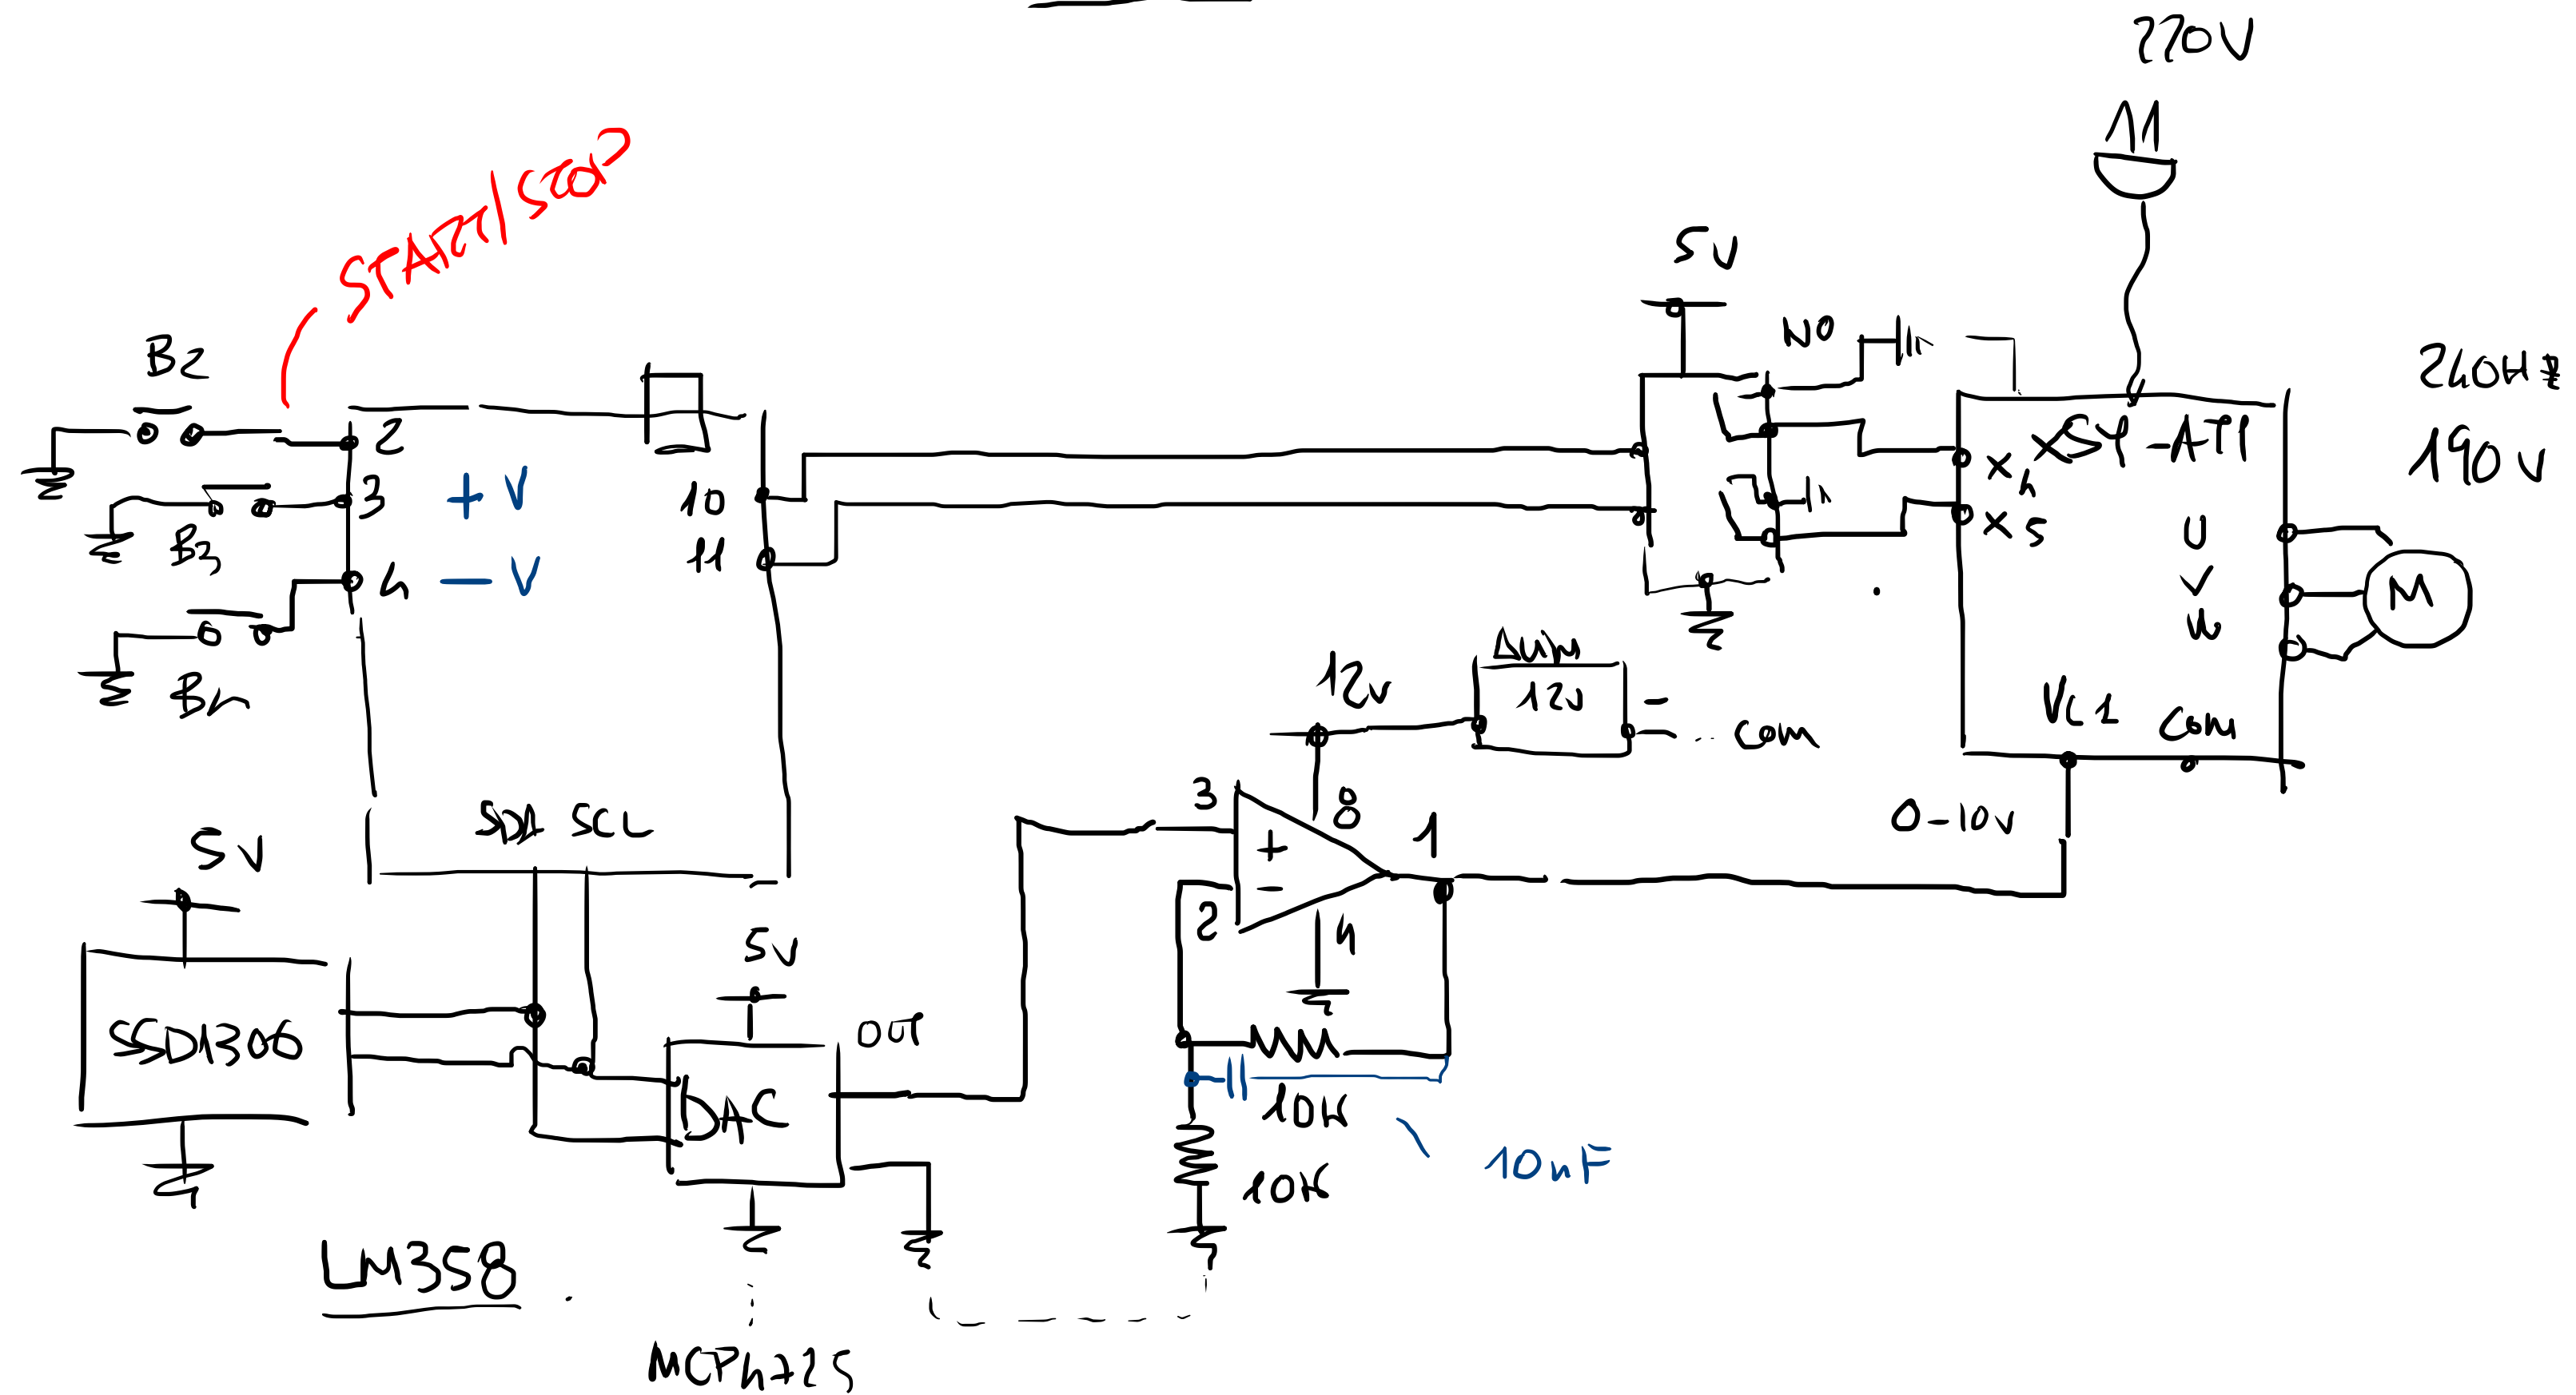 220V
START/STOP
5V
NO
B2
240Hz
190V
2
XSY-AT1
X4
3
+V
10
X5
B3
U
11
4
-V
V
M
W
Alim
12V
12V
B4
VC1
COM
-
COM
3
8
SDA SCL
1
0-10V
5V
+
-
2
4
5V
OUT
SSD1306
DAC
10K
10nF
10K
LM358
MCP4725